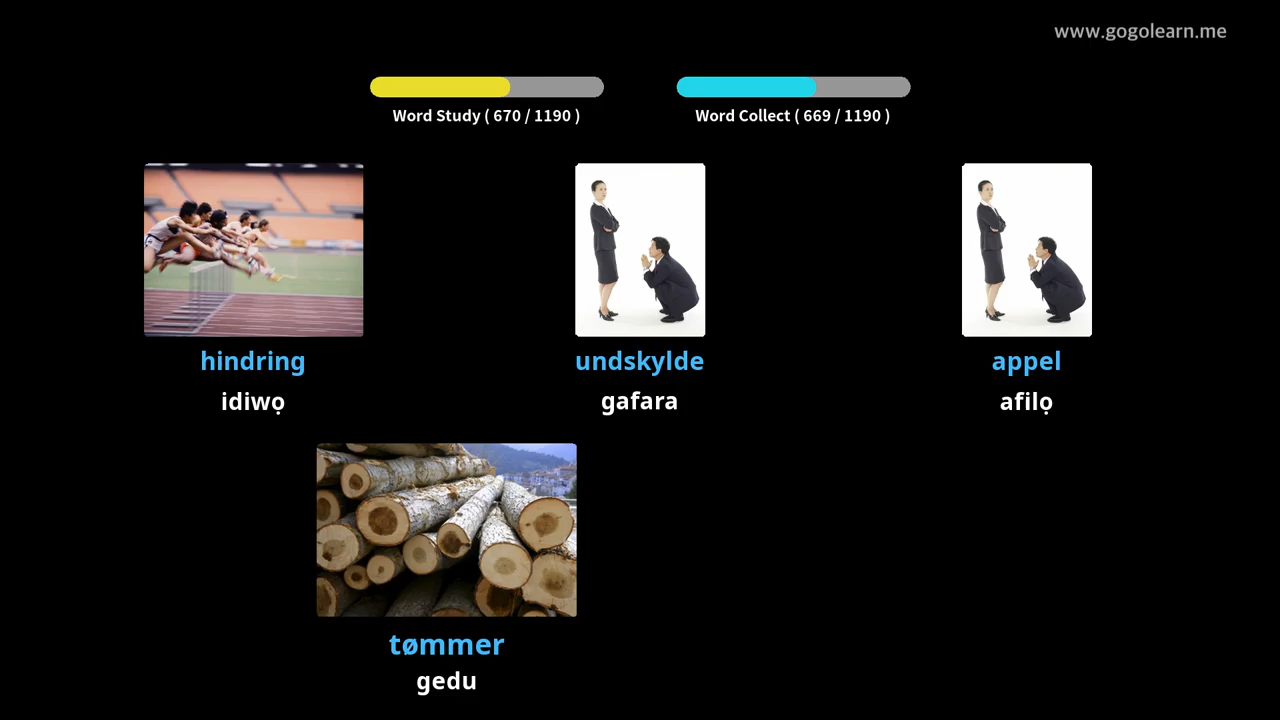 www.gogolearn.me
Word Study ( 670 / 1190 )
Word Collect ( 669 / 1190 )
hindring
undskylde
appel
idiwọ
gafara
afilọ
tømmer
gedu